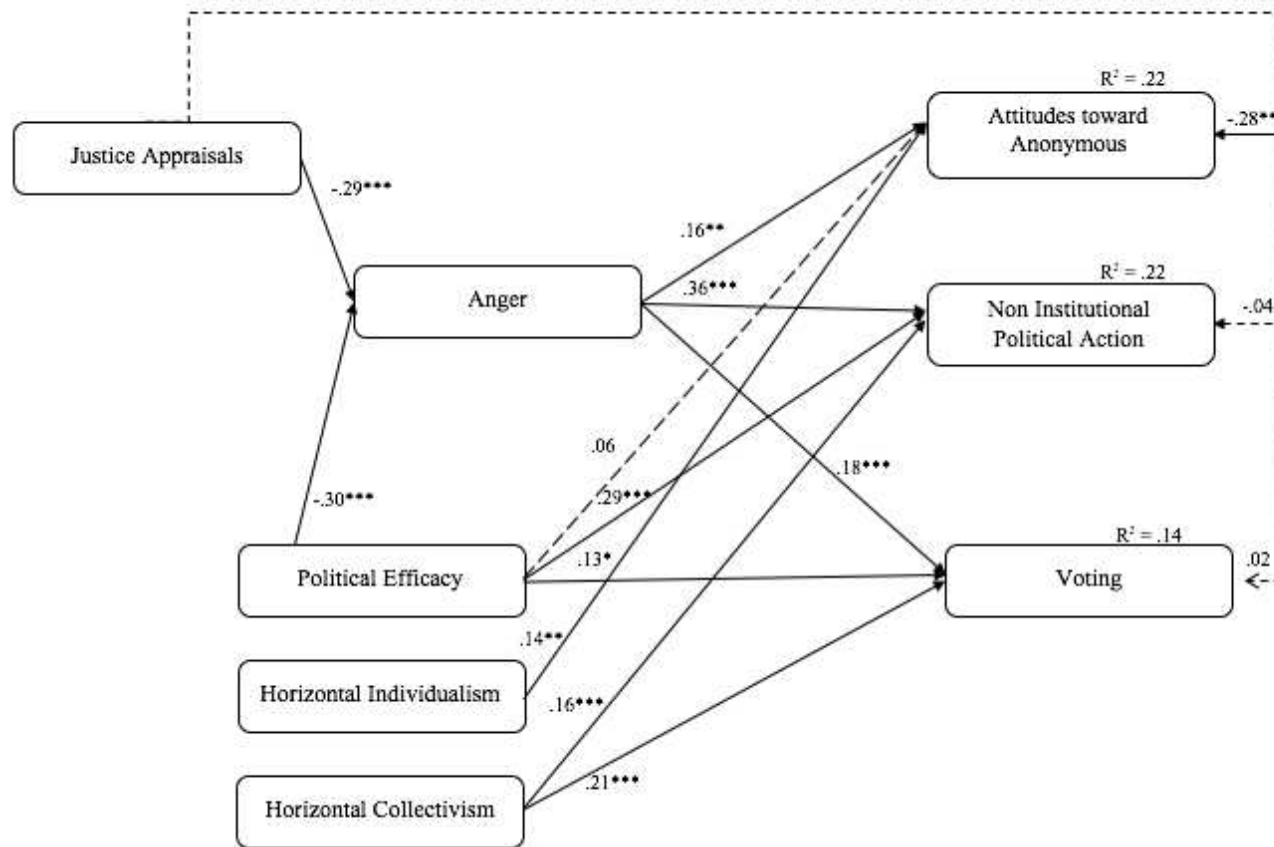 R² = .22
Attitudes toward
Anonymous
-.28**
Justice Appraisals
-.29***
.16**
R² = .22
Anger
.36***
Non Institutional
Political Action
-.04
.06
.18***
-.30***
.29***
R² = .14
Political Efficacy
.13*
Voting
.02
.14**
Horizontal Individualism
.16***
.21***
Horizontal Collectivism